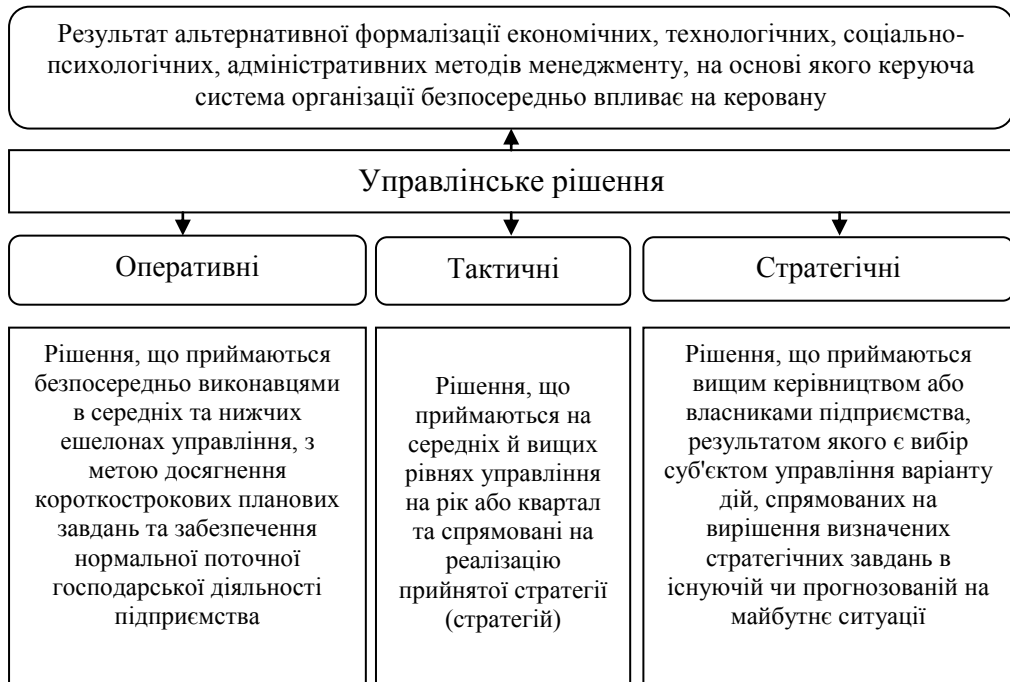 Результат альтернативної формалізації економічних, технологічних, соціально-
психологічних, адміністративних методів менеджменту, на основі якого керуюча
система організації безпосередньо впливає на керовану
Управлінське рішення
Оперативні
Тактичні
Стратегічні
Рішення, що приймаються
безпосередньо виконавцями
в середніх та нижчих
ешелонах управління, з
метою досягнення
короткострокових планових
завдань та забезпечення
нормальної поточної
господарської діяльності
підприємства
Рішення, що
приймаються на
середніх й вищих
рівнях управління
на рік або квартал
та спрямовані на
реалізацію
прийнятої стратегії
(стратегій)
Рішення, що приймаються
вищим керівництвом або
власниками підприємства,
результатом якого є вибір
суб'єктом управління варіанту
дій, спрямованих на
вирішення визначених
стратегічних завдань в
існуючій чи прогнозованій на
майбутнє ситуації